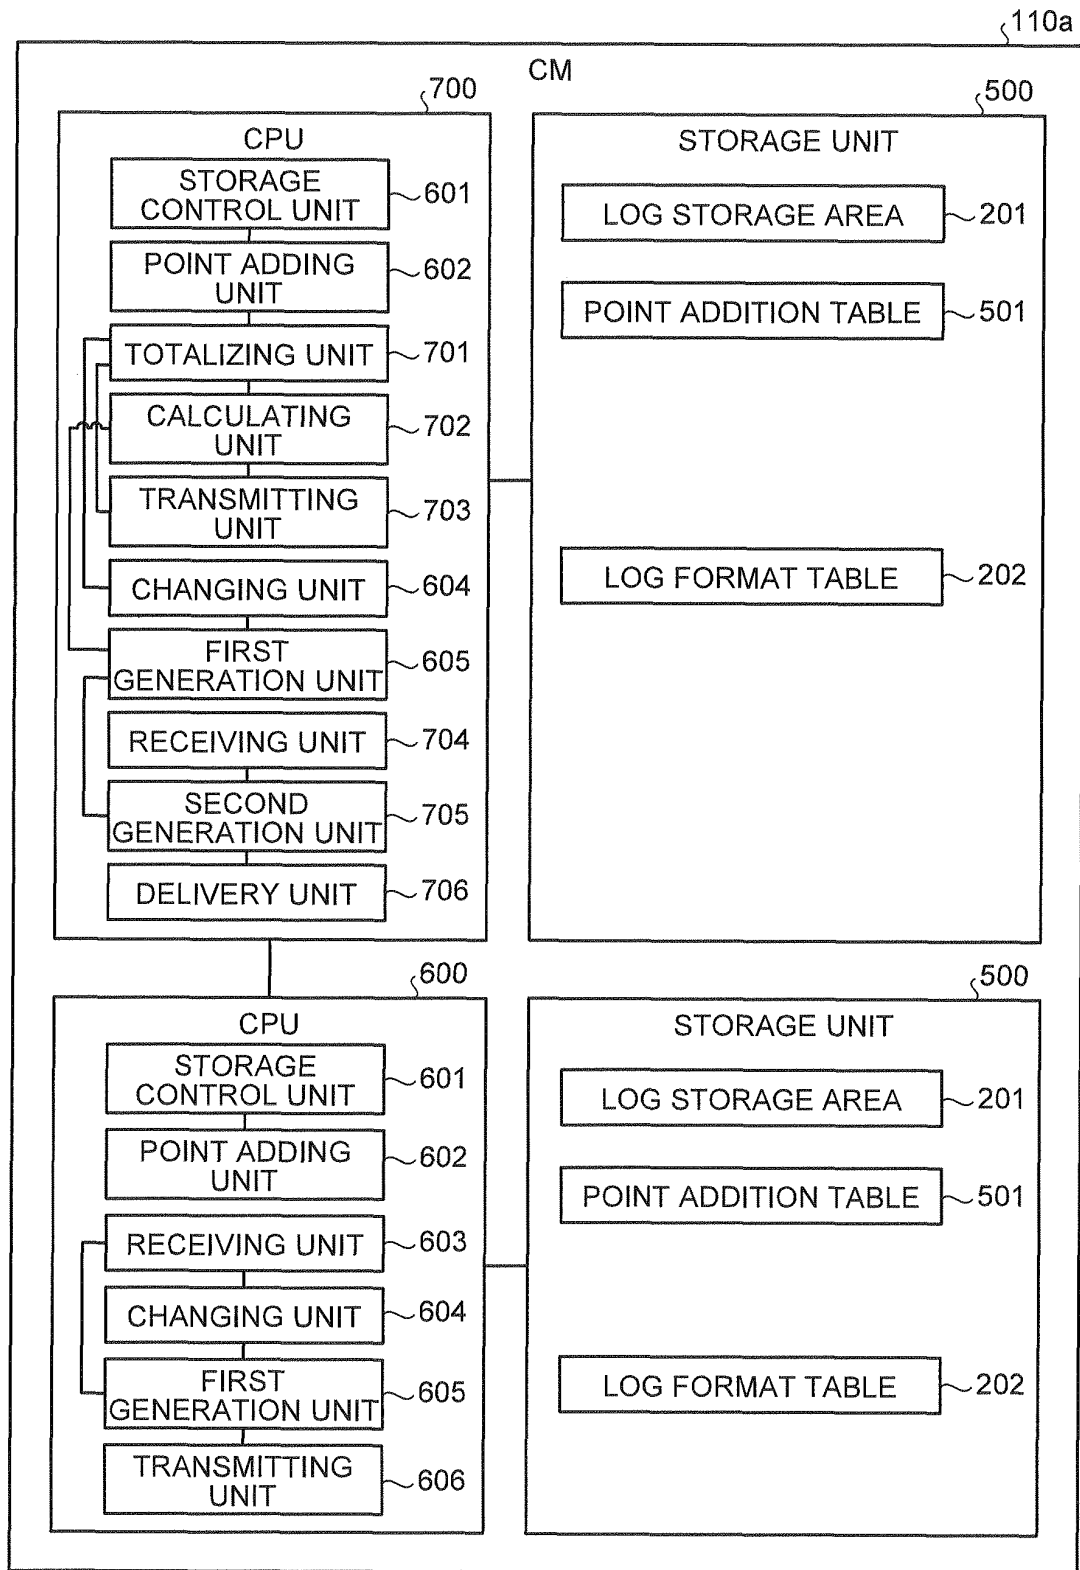 110a
CM
700
CPU
STORAGE
CONTROL UNIT
601
POINT ADDING
UNIT
602
TOTALIZING UNIT
701
CALCULATING
UNIT
702
TRANSMITTING
UNIT
703
CHANGING UNIT
604
FIRST
GENERATION UNIT
605
RECEIVING UNIT
704
SECOND
GENERATION UNIT
705
DELIVERY UNIT
706
500
STORAGE UNIT
LOG STORAGE AREA
201
POINT ADDITION TABLE
501
LOG FORMAT TABLE
202
600
CPU
STORAGE
CONTROL UNIT
601
POINT ADDING
UNIT
602
RECEIVING UNIT
603
CHANGING UNIT
604
FIRST
GENERATION UNIT
605
TRANSMITTING
UNIT
606
500
STORAGE UNIT
LOG STORAGE AREA
201
POINT ADDITION TABLE
501
LOG FORMAT TABLE
202